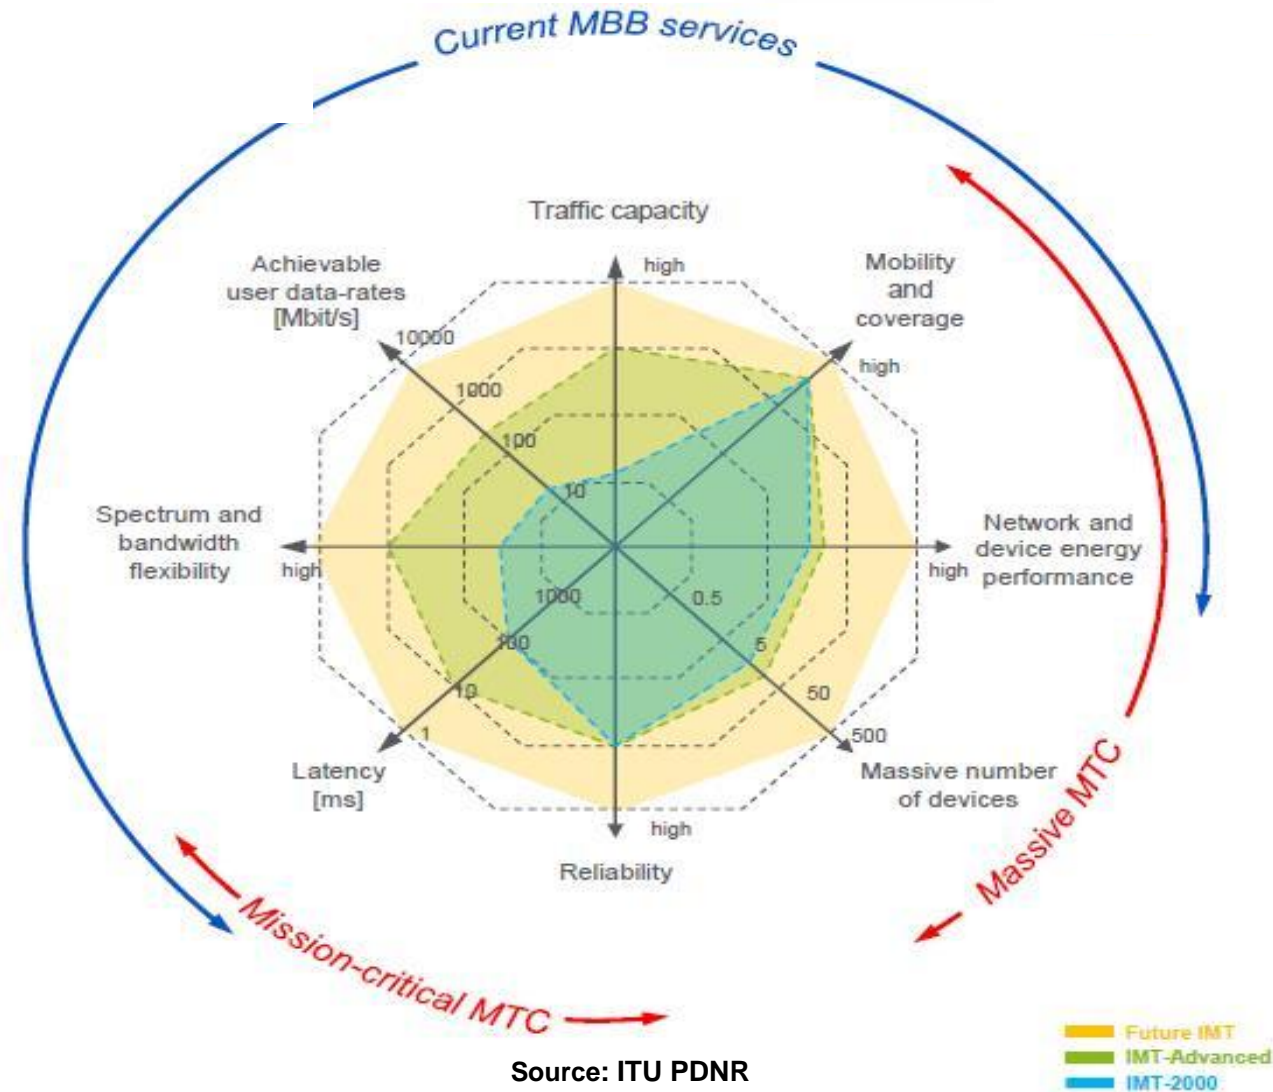 Current MBB services
Traffic capacity
high
Achievable
user data-rates
[Mbit/s]
10000
1000
100
10
Mobility
and
coverage
high
Spectrum and
bandwidth
flexibility
high
Network and
device energy
performance
high
1000
100
10
1
Latency
[ms]
0.5
5
50
500
Massive number
of devices
high
Reliability
Mission-critical MTC
Massive MTC
Source: ITU PDNR
Future IMT
IMT-Advanced
IMT-2000